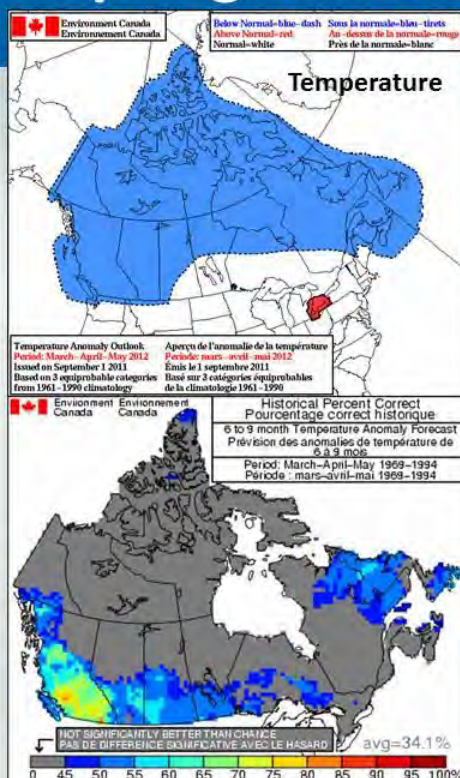 Environment Canada
Environnement Canada
Below Normal=blue-dash Sous la normale=bleu-tirets
Above Normal=red Au-dessus de la normale=rouge
Normal=white Près de la normale=blanc
Temperature
Temperature Anomaly Outlook
Period: March-April-May 2012
Issued on September 1 2011
Based on 3 equiprobable categories
from 1961-1990 climatology
Aperçu de l'anomalie de la température
Période: mars-avril-mai 2012
Émis le 1 septembre 2011
Basé sur 3 catégories équiprobables
de la climatologie 1961-1990
Environment Environnement
Canada Canada
Historical Percent Correct
Pourcentage correct historique
6 to 9 month Temperature Anomaly Forecast
Prévision des anomalies de température de
6 à 9 mois
Period: March-April-May 1969-1994
Période : mars-avril-mai 1969-1994
NOT SIGNIFICANTLY BETTER THAN CHANCE
PAS DE DIFFERENCE SIGNIFICATIVE AVEC LE HASARD
avg=34.1%
0 45 50 55 60 65 70 75 80 85 90 95 100%